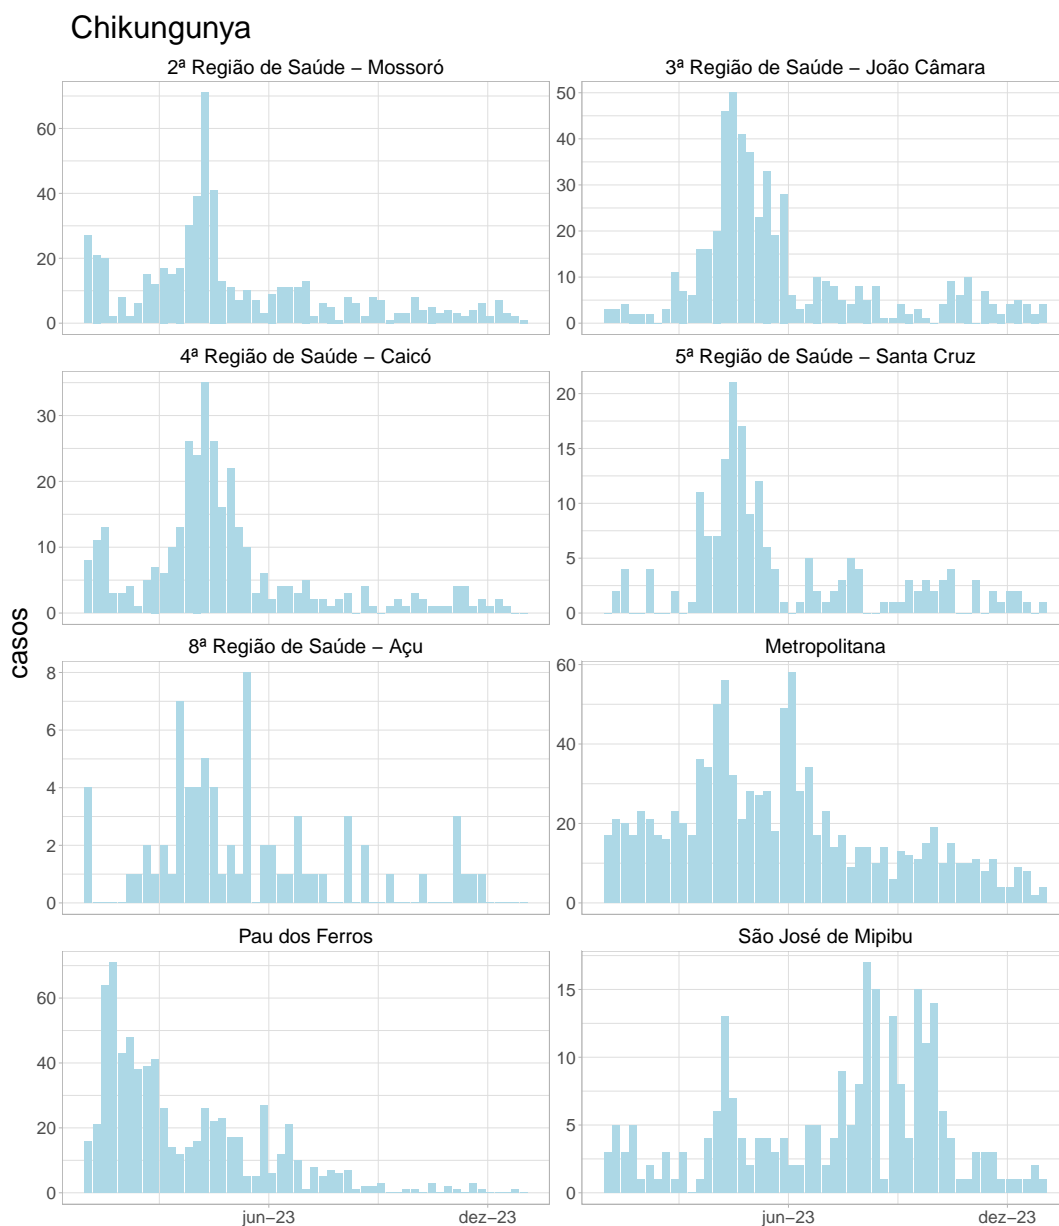 Chikungunya
2ª Região de Saúde – Mossoró
3ª Região de Saúde – João Câmara
60
40
20
0
50
40
30
20
10
0
4ª Região de Saúde – Caicó
5ª Região de Saúde – Santa Cruz
30
20
10
0
20
15
10
5
0
casos
8ª Região de Saúde – Açu
Metropolitana
8
6
4
2
0
60
40
20
0
Pau dos Ferros
São José de Mipibu
60
40
20
0
15
10
5
0
jun–23
dez–23
jun–23
dez–23